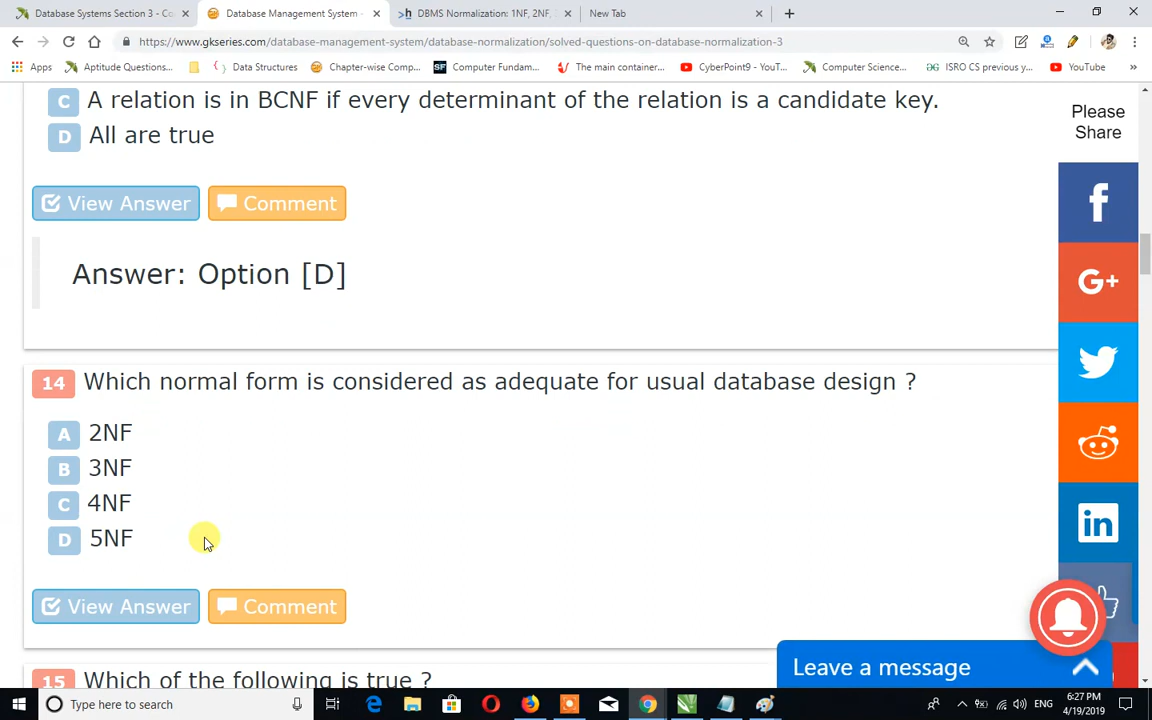 Database Systems Section 3 - Co
Database Management System -
DBMS Normalization: 1NF, 2NF,
New Tab
https://www.gkseries.com/database-management-system/database-normalization/solved-questions-on-database-normalization-3
Apps
Aptitude Questions...
Data Structures
Chapter-wise Comp...
Computer Fundam...
The main container...
CyberPoint9 - YouT...
Computer Science...
ISRO CS previous y...
YouTube
C A relation is in BCNF if every determinant of the relation is a candidate key.
D All are true
Please
Share
View Answer
Comment
Answer: Option [D]
14 Which normal form is considered as adequate for usual database design ?
A 2NF
B 3NF
C 4NF
D 5NF
View Answer
Comment
15 Which of the following is true ?
Leave a message
Type here to search
ENG
6:27 PM
4/19/2019